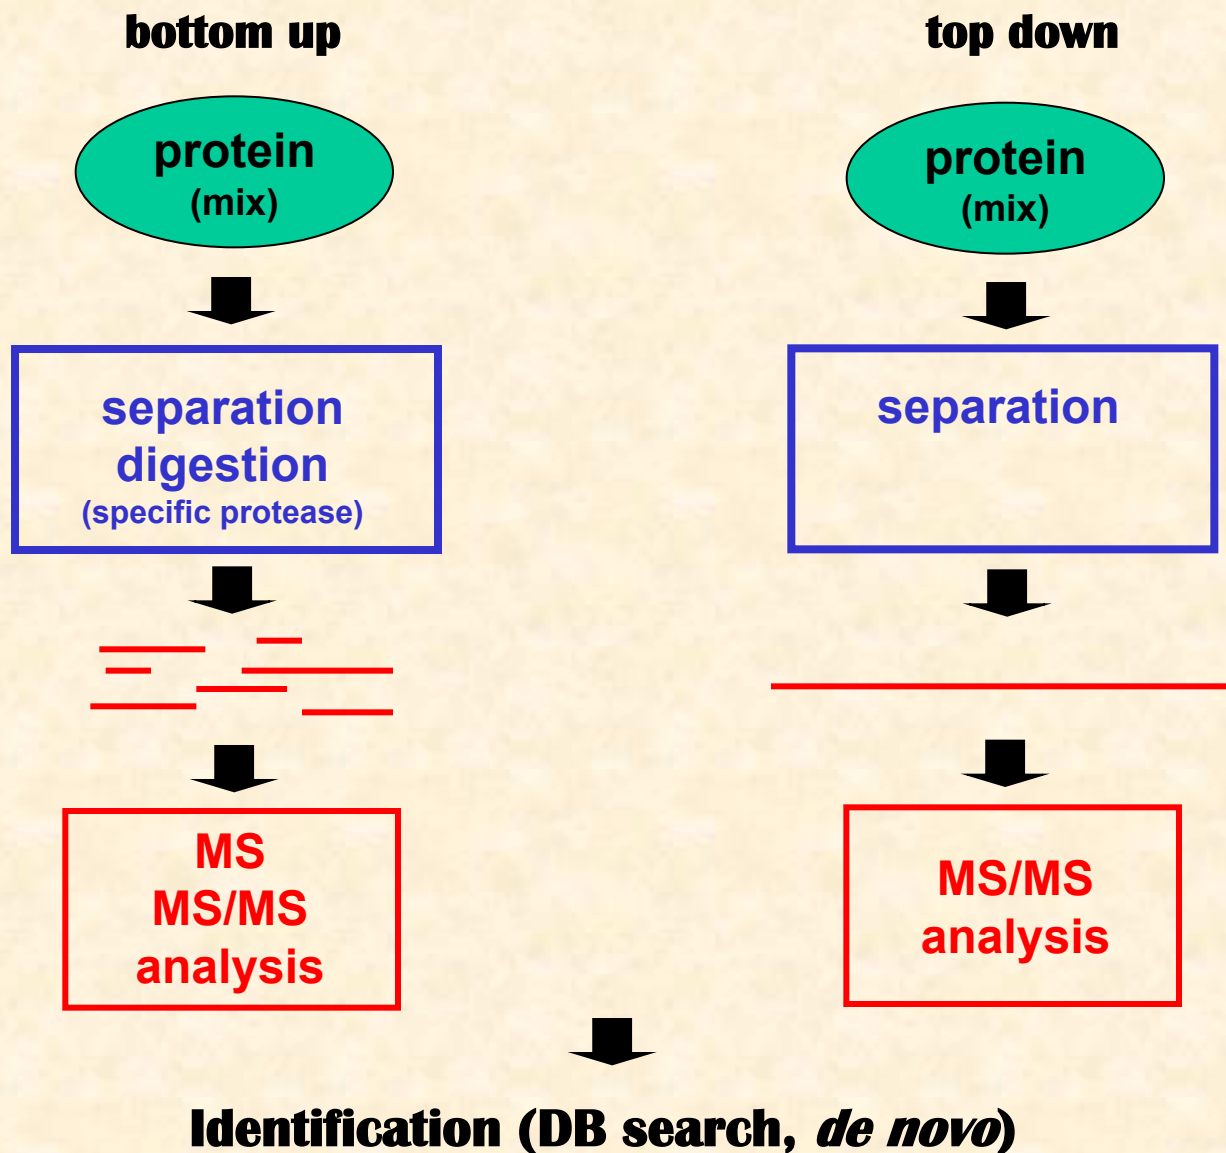 bottom up
protein
(mix)
separation
digestion
(specific protease)
MS
MS/MS
analysis
top down
protein
(mix)
separation
MS/MS
analysis
Identification (DB search, de novo)